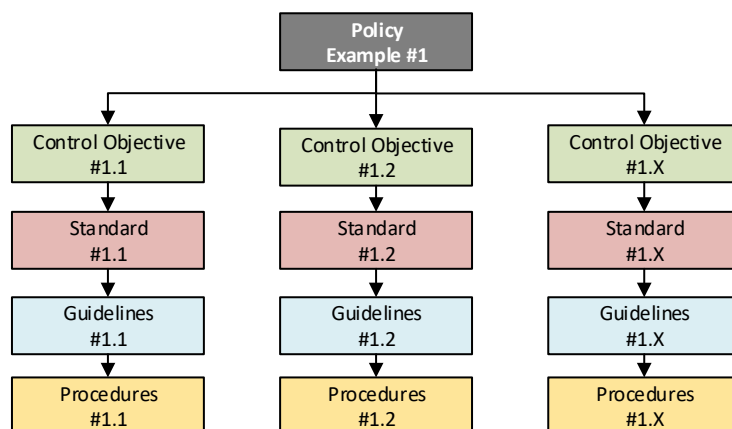 Policy
Example #1
Control Objective
#1.1
Control Objective
#1.2
Control Objective
#1.X
Standard
#1.1
Standard
#1.2
Standard
#1.X
Guidelines
#1.1
Guidelines
#1.2
Guidelines
#1.X
Procedures
#1.1
Procedures
#1.2
Procedures
#1.X